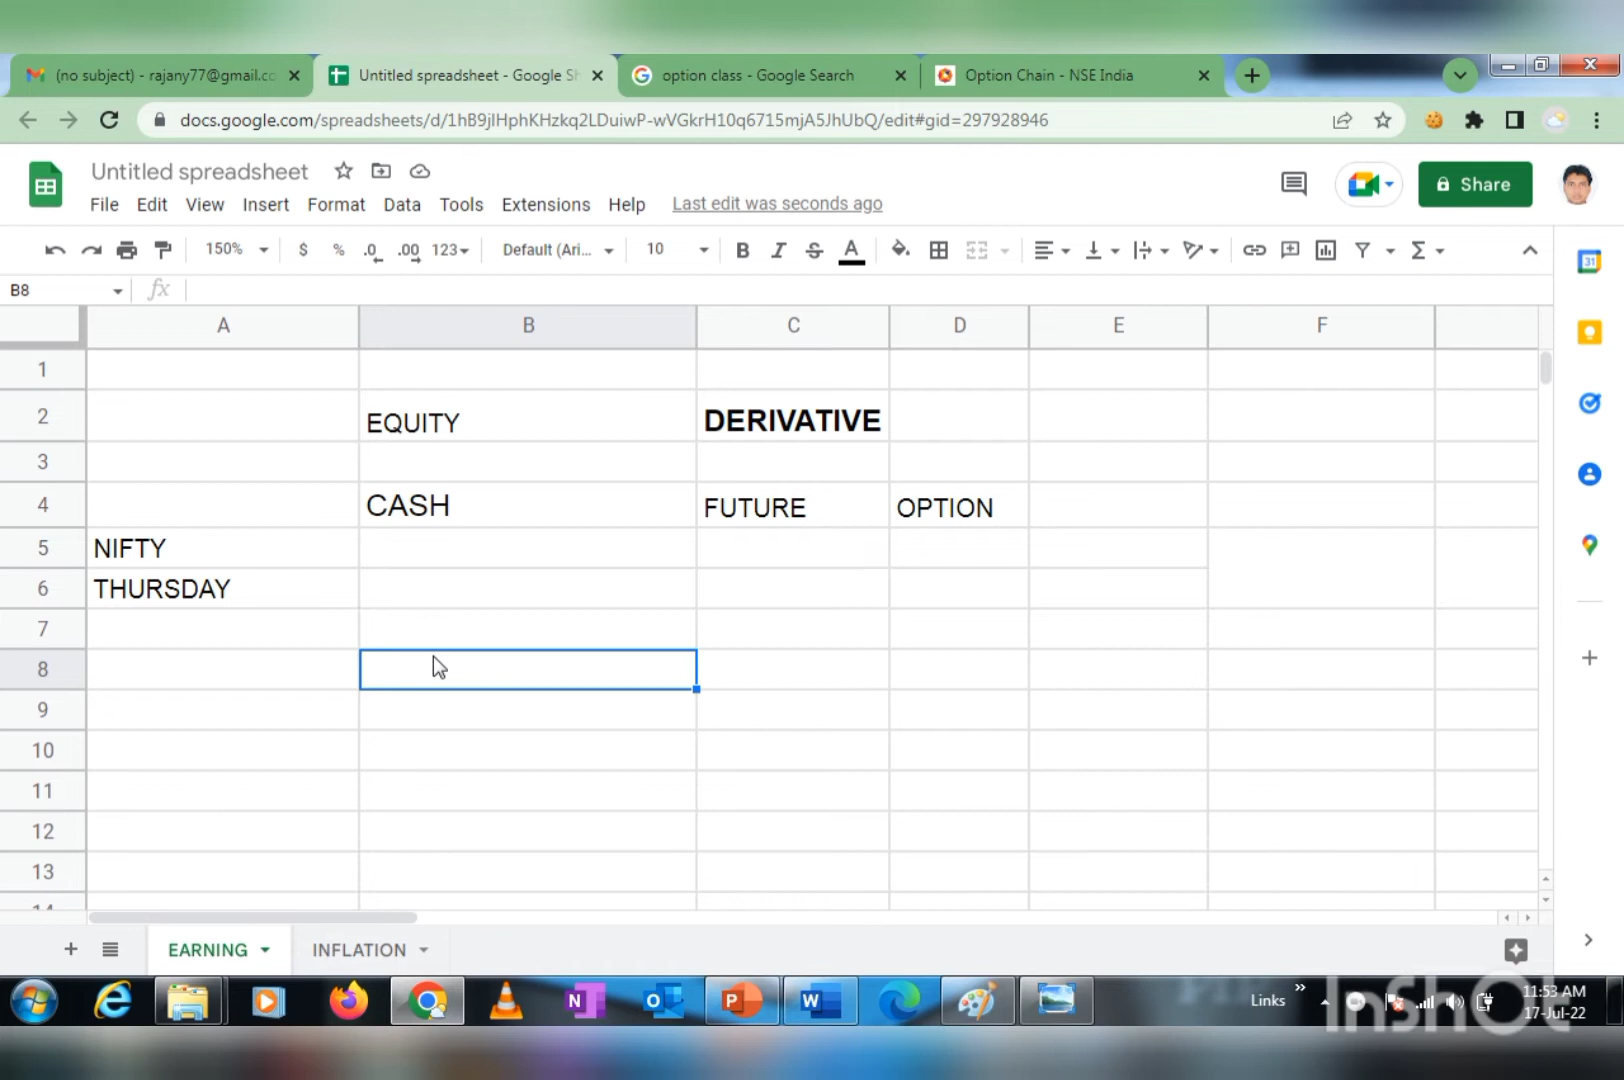 (no subject) - rajany77@gmail.cc
Untitled spreadsheet - Google Sh
option class - Google Search
Option Chain - NSE India
docs.google.com/spreadsheets/d/1hB9jIHphKHzkq2LDuiwP-wVGkrH10q6715mjA5JhUbQ/edit#gid=297928946
Untitled spreadsheet
Share
File Edit View Insert Format Data Tools Extensions Help Last edit was seconds ago
150% $ % .0 .00 123 Default (Ari... 10 B I S A Σ
B8 fx
A B C D E F
1
2 EQUITY DERIVATIVE
3
4 CASH FUTURE OPTION
5 NIFTY
6 THURSDAY
7
8
9
10
11
12
13
14
EARNING INFLATION
Links » 11:53 AM
17-Jul-22
InShOt